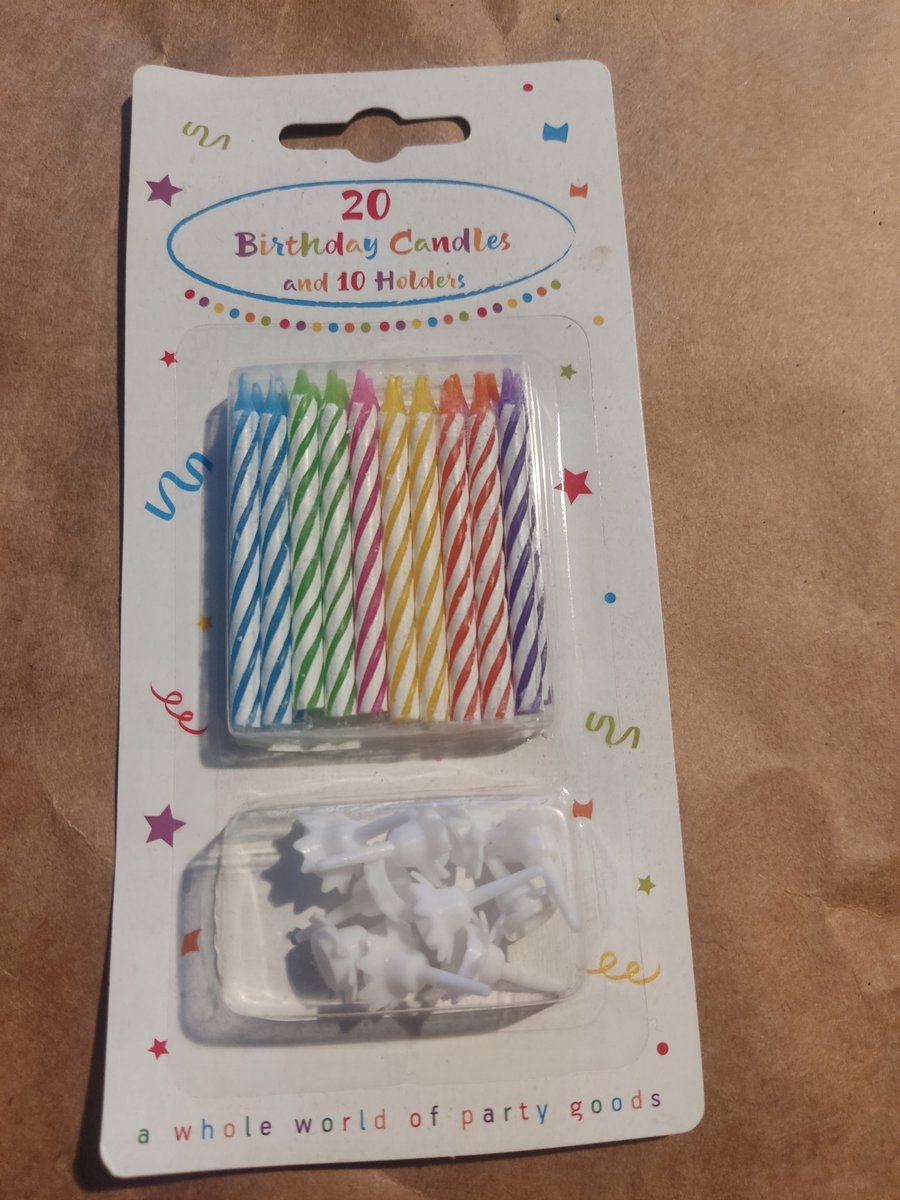 20
Birthday Candles
and 10 Holders
a whole world of party goods